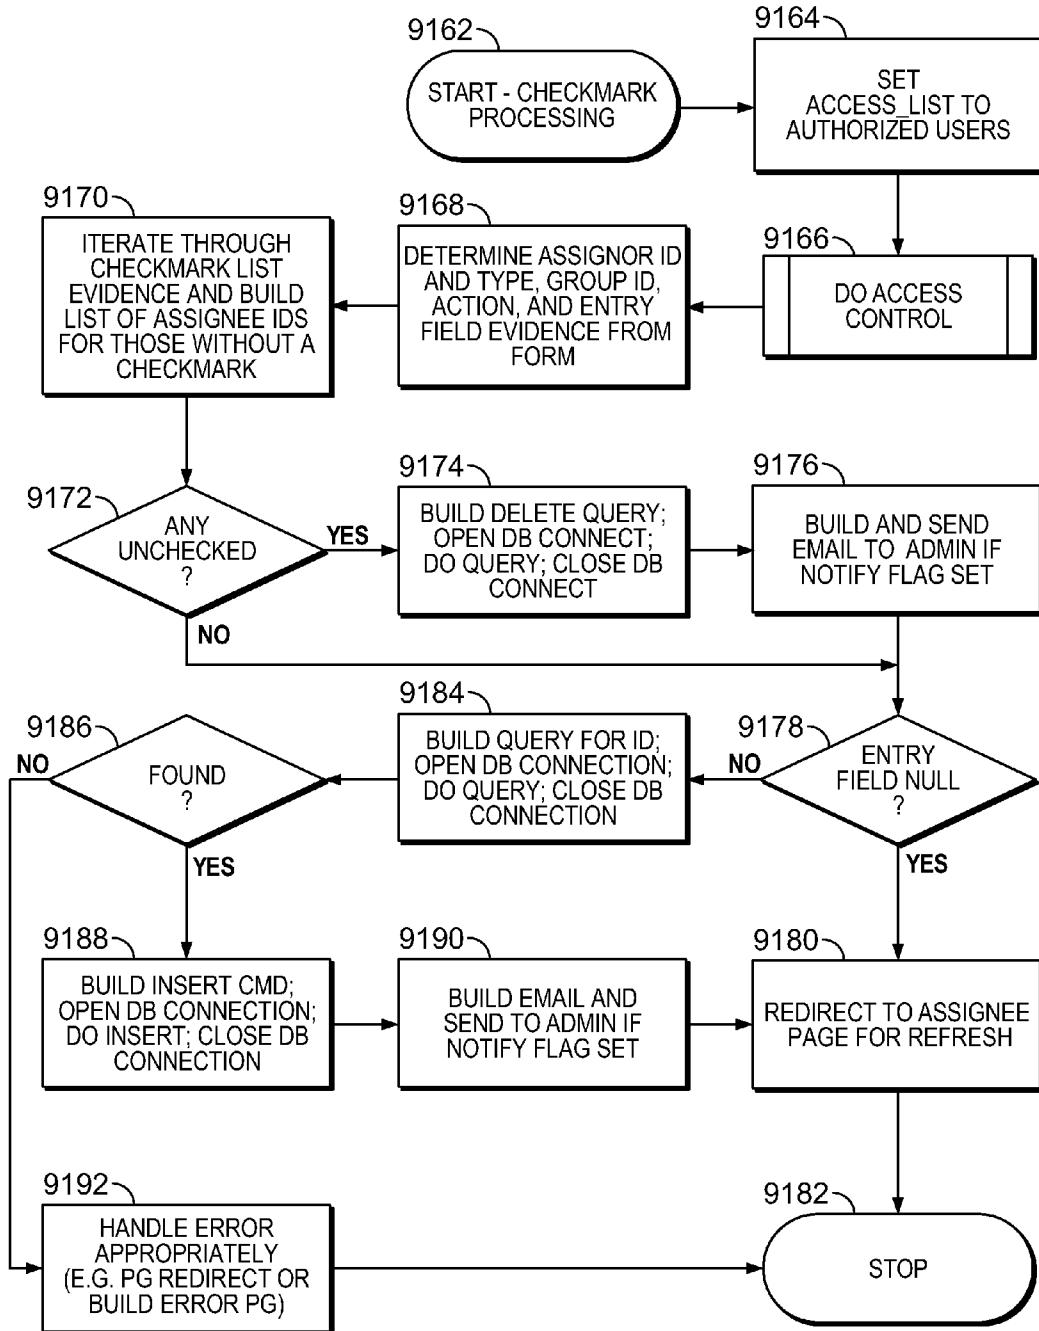 9162
START - CHECKMARK
PROCESSING
9164
SET
ACCESS_LIST TO
AUTHORIZED USERS
9166
DO ACCESS
CONTROL
9168
DETERMINE ASSIGNOR ID
AND TYPE, GROUP ID,
ACTION, AND ENTRY
FIELD EVIDENCE FROM
FORM
9170
ITERATE THROUGH
CHECKMARK LIST
EVIDENCE AND BUILD
LIST OF ASSIGNEE IDS
FOR THOSE WITHOUT A
CHECKMARK
9172
ANY
UNCHECKED
?
YES
NO
9174
BUILD DELETE QUERY;
OPEN DB CONNECT;
DO QUERY; CLOSE DB
CONNECT
9176
BUILD AND SEND
EMAIL TO ADMIN IF
NOTIFY FLAG SET
9178
ENTRY
FIELD NULL
?
NO
YES
9184
BUILD QUERY FOR ID;
OPEN DB CONNECTION;
DO QUERY; CLOSE DB
CONNECTION
9186
FOUND
?
NO
YES
9188
BUILD INSERT CMD;
OPEN DB CONNECTION;
DO INSERT; CLOSE DB
CONNECTION
9190
BUILD EMAIL AND
SEND TO ADMIN IF
NOTIFY FLAG SET
9180
REDIRECT TO ASSIGNEE
PAGE FOR REFRESH
9192
HANDLE ERROR
APPROPRIATELY
(E.G. PG REDIRECT OR
BUILD ERROR PG)
9182
STOP